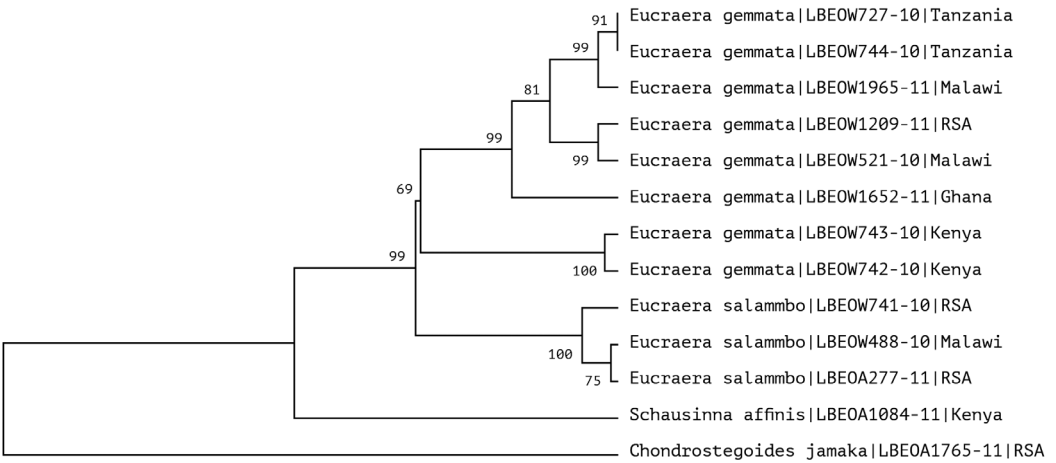 91
Eucraera gemmata|LBEOW727-10|Tanzania
99
Eucraera gemmata|LBEOW744-10|Tanzania
81
Eucraera gemmata|LBEOW1965-11|Malawi
99
Eucraera gemmata|LBEOW1209-11|RSA
99
Eucraera gemmata|LBEOW521-10|Malawi
69
Eucraera gemmata|LBEOW1652-11|Ghana
99
Eucraera gemmata|LBEOW743-10|Kenya
100
Eucraera gemmata|LBEOW742-10|Kenya
Eucraera salammbo|LBEOW741-10|RSA
100
Eucraera salammbo|LBEOW488-10|Malawi
75
Eucraera salammbo|LBEOA277-11|RSA
Schausinna affinis|LBEOA1084-11|Kenya
Chondrostegoides jamaka|LBEOA1765-11|RSA